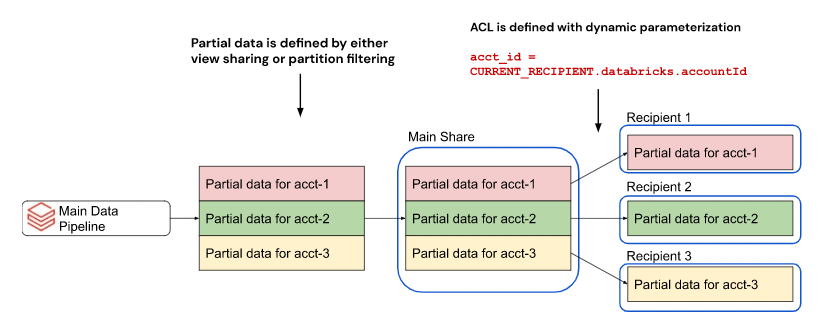 Partial data is defined by either
view sharing or partition filtering
ACL is defined with dynamic parameterization
acct_id =
CURRENT_RECIPIENT.databricks.accountId
Main Data
Pipeline
Partial data for acct-1
Partial data for acct-2
Partial data for acct-3
Main Share
Partial data for acct-1
Partial data for acct-2
Partial data for acct-3
Recipient 1
Partial data for acct-1
Recipient 2
Partial data for acct-2
Recipient 3
Partial data for acct-3